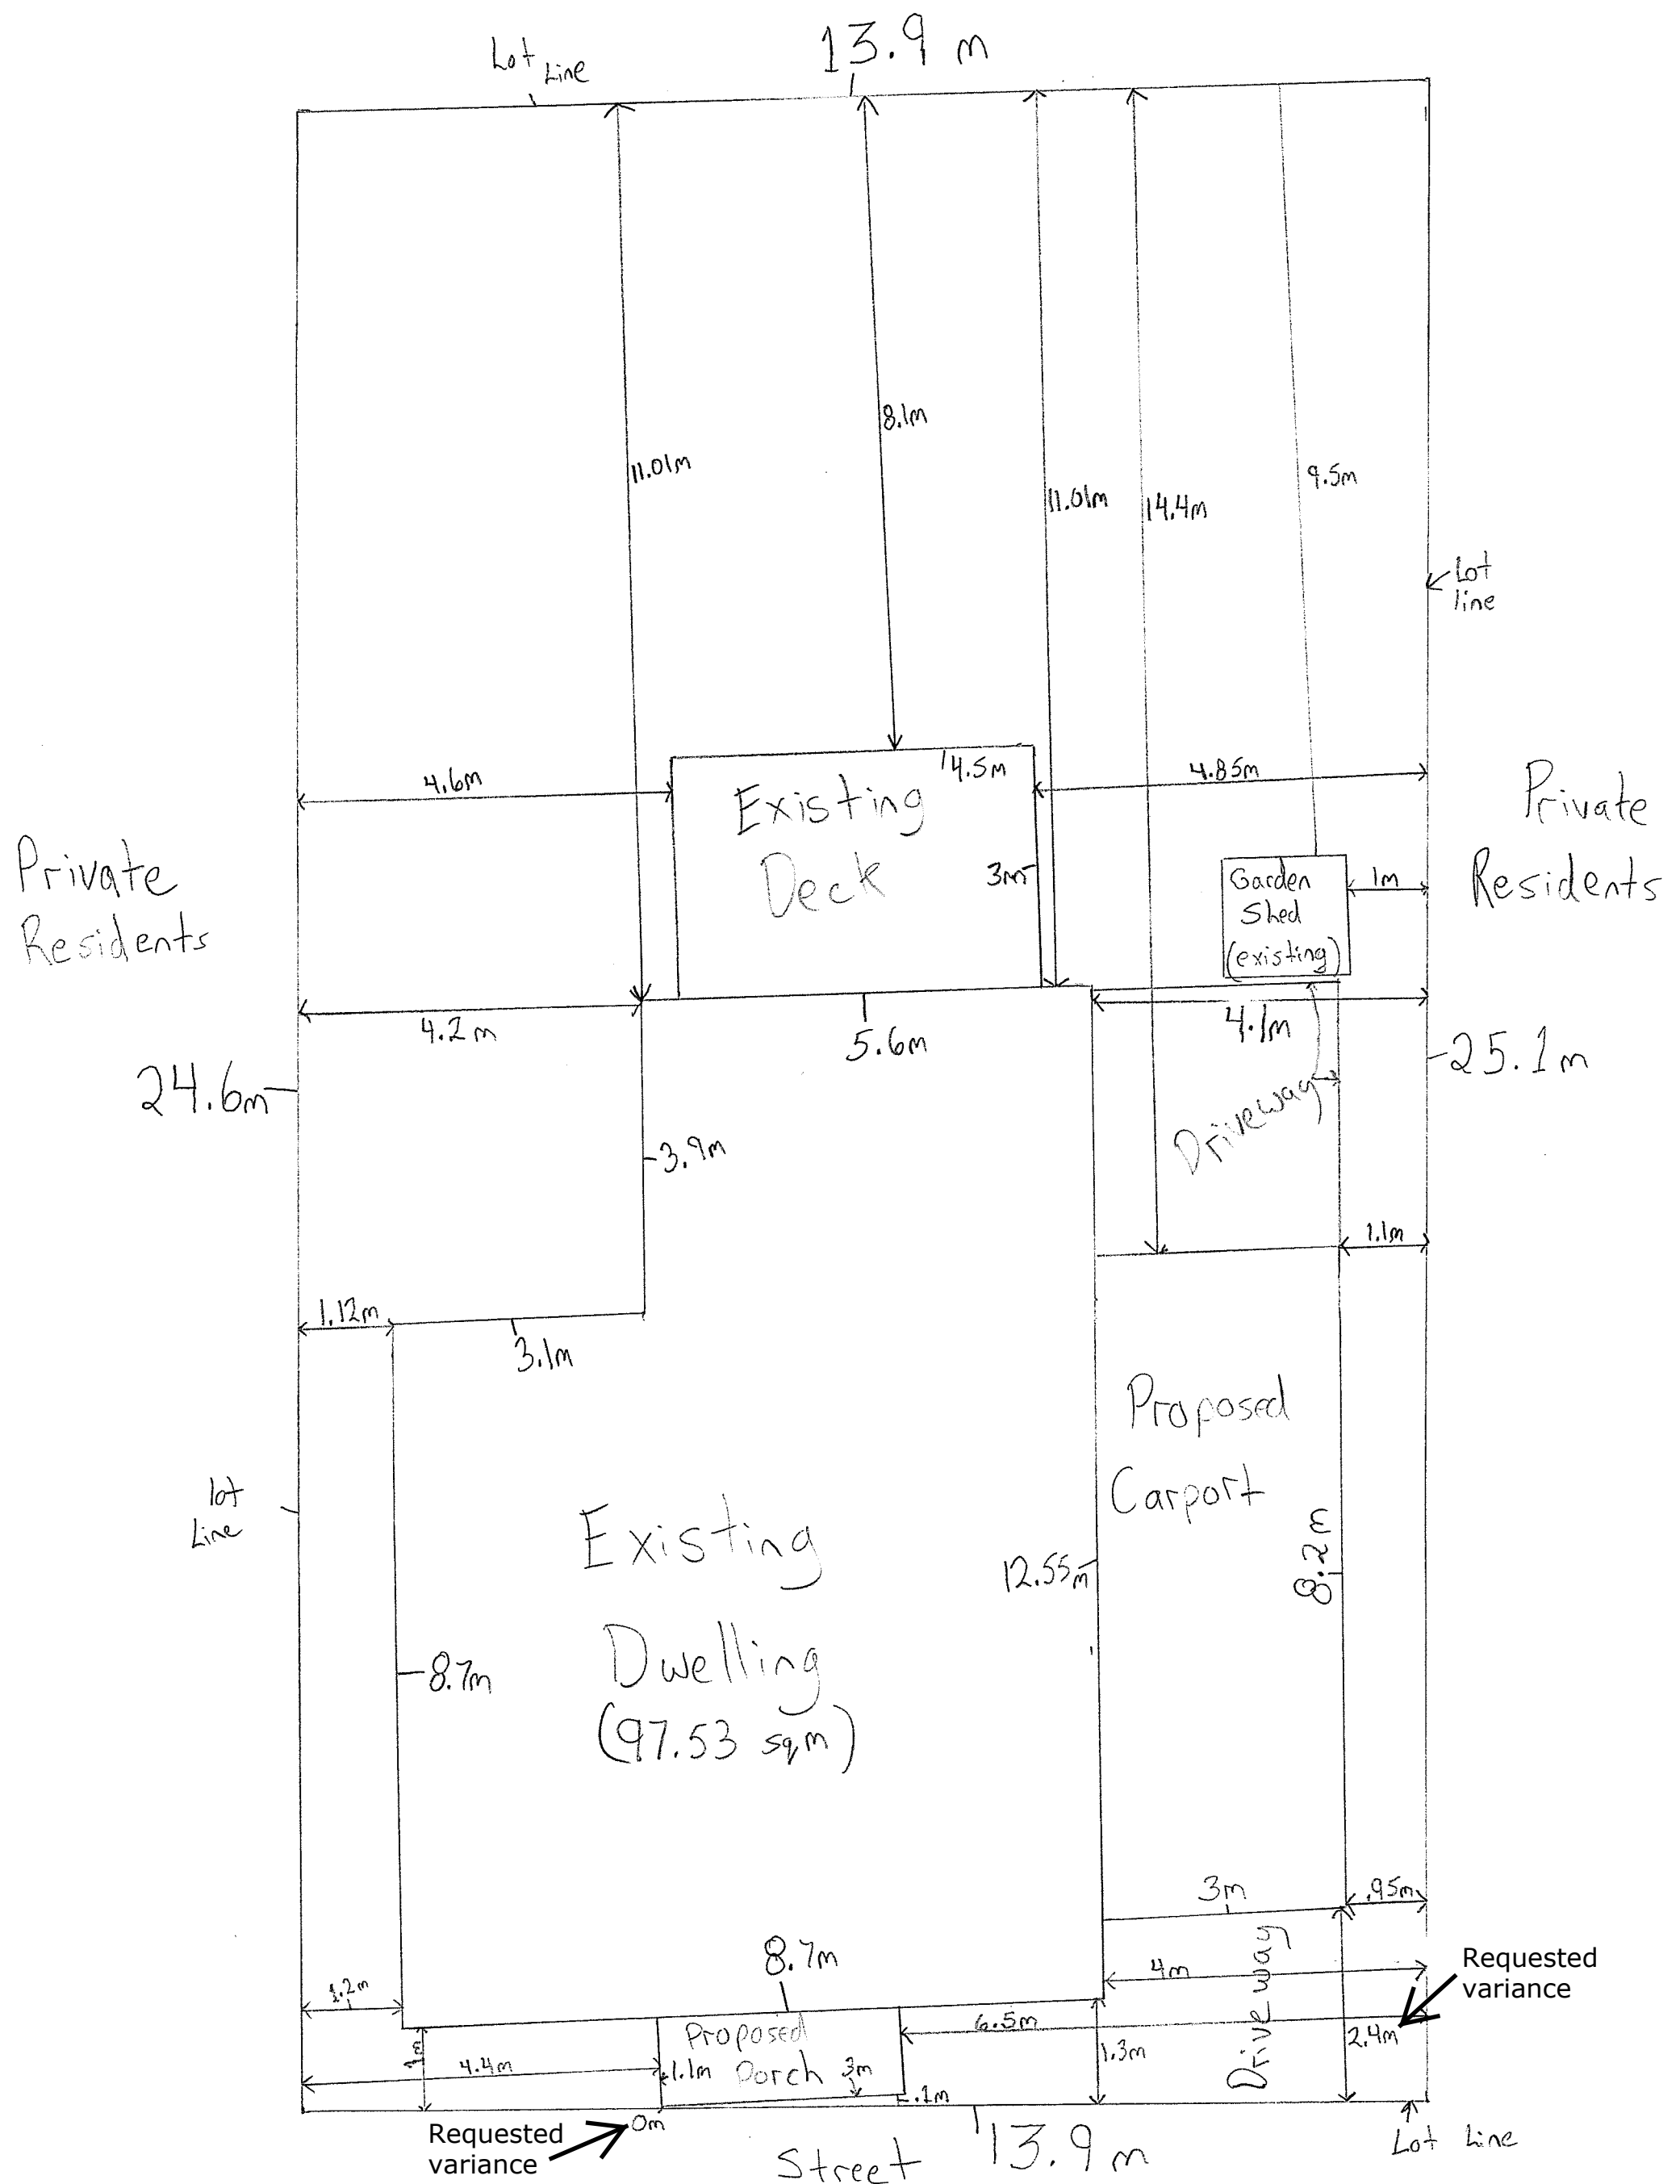 13.9 m
Lot Line
8.1m
11.01m
11.01m
14.4m
9.5m
Lot
line
4.5m
4.6m
4.85m
Existing
Deck
3m
Private
Residents
Private
Residents
Garden
Shed
(existing)
1m
4.2 m
5.6m
4.1m
24.6m
25.1m
Driveway
3.9m
1.1m
1.12m
3.1m
Proposed
Carport
lot
Line
Existing
Dwelling
(97.53 sqm)
12.55m
8.2m
8.7m
3m
.95m
8.7m
Driveway
4m
Requested
variance
1.2m
Proposed
Porch
6.5m
1m
4.4m
1.1m
3m
1.3m
2.4m
.1m
0m
Requested
variance
Street
13.9 m
Lot Line